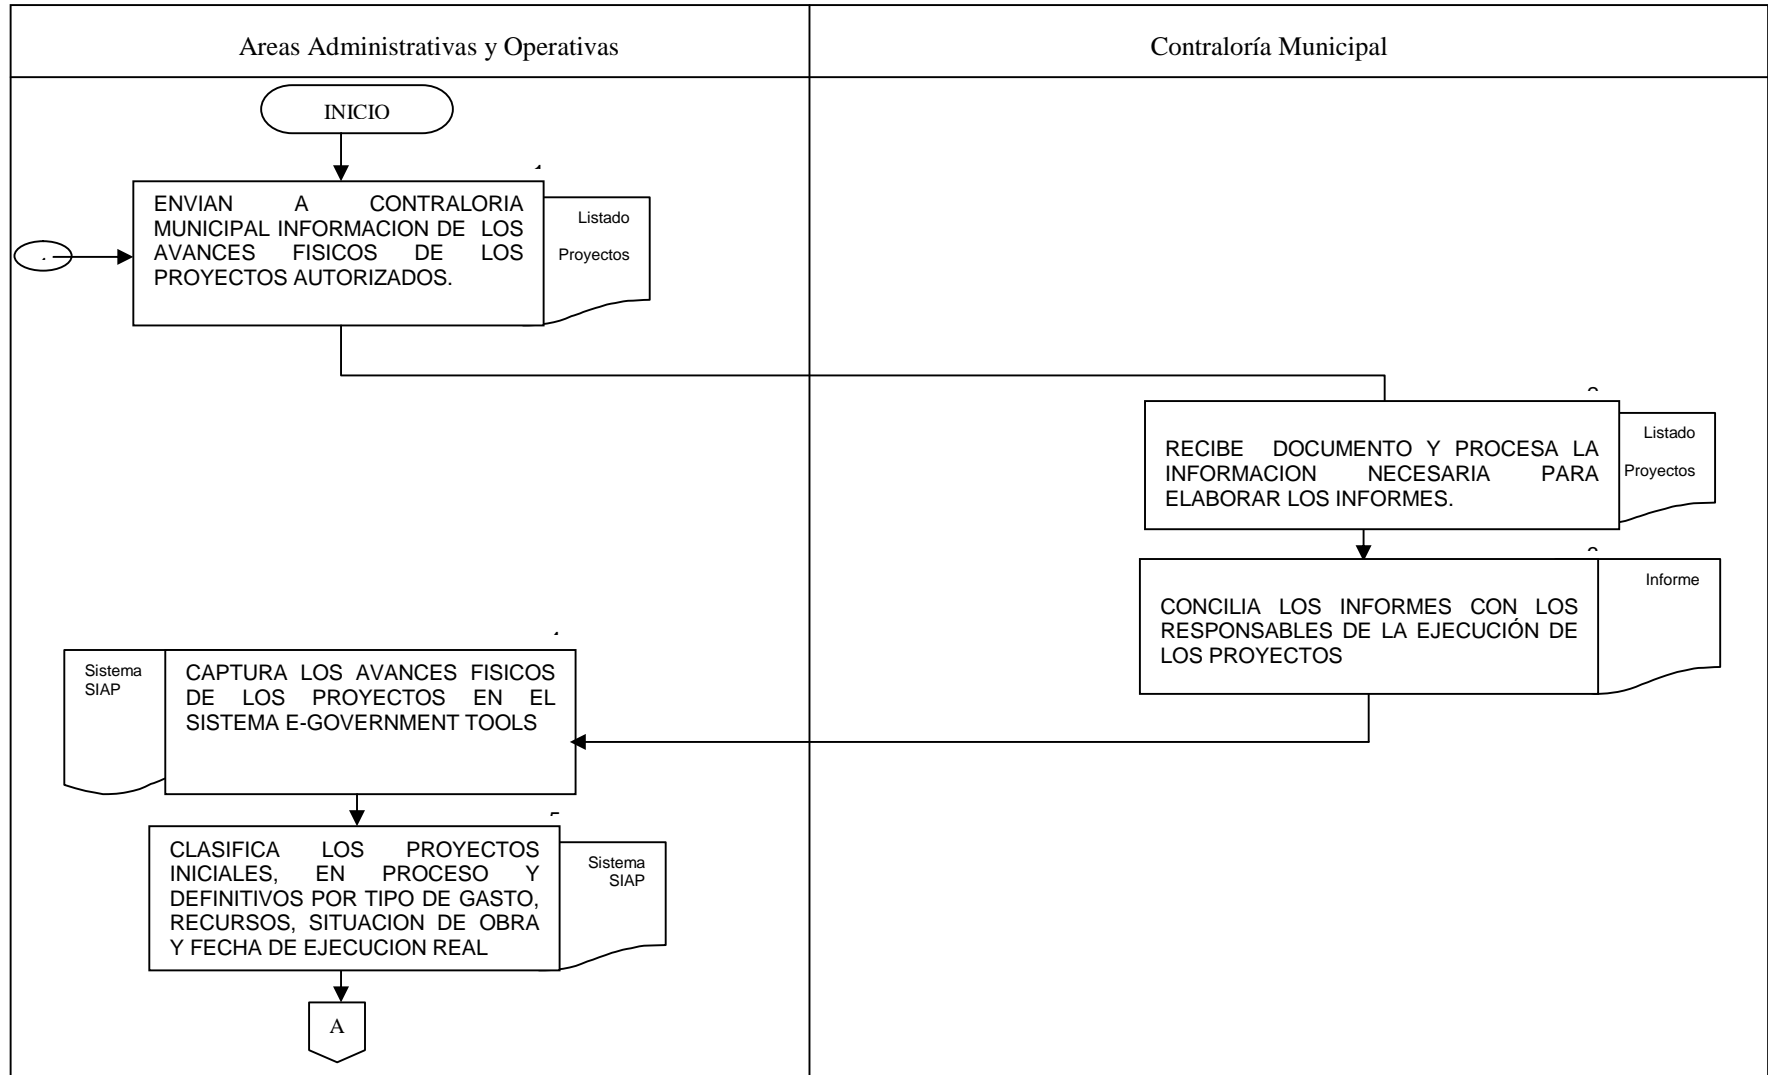 Areas Administrativas y Operativas
Contraloría Municipal
INICIO
ENVIAN A CONTRALORIA
MUNICIPAL INFORMACION DE LOS
AVANCES FISICOS DE LOS
PROYECTOS AUTORIZADOS.
Listado
Proyectos
RECIBE DOCUMENTO Y PROCESA LA
INFORMACION NECESARIA PARA
ELABORAR LOS INFORMES.
Listado
Proyectos
CONCILIA LOS INFORMES CON LOS
RESPONSABLES DE LA EJECUCIÓN DE
LOS PROYECTOS
Informe
Sistema
SIAP
CAPTURA LOS AVANCES FISICOS
DE LOS PROYECTOS EN EL
SISTEMA E-GOVERNMENT TOOLS
CLASIFICA LOS PROYECTOS
INICIALES, EN PROCESO Y
DEFINITIVOS POR TIPO DE GASTO,
RECURSOS, SITUACION DE OBRA
Y FECHA DE EJECUCION REAL
Sistema
SIAP
A